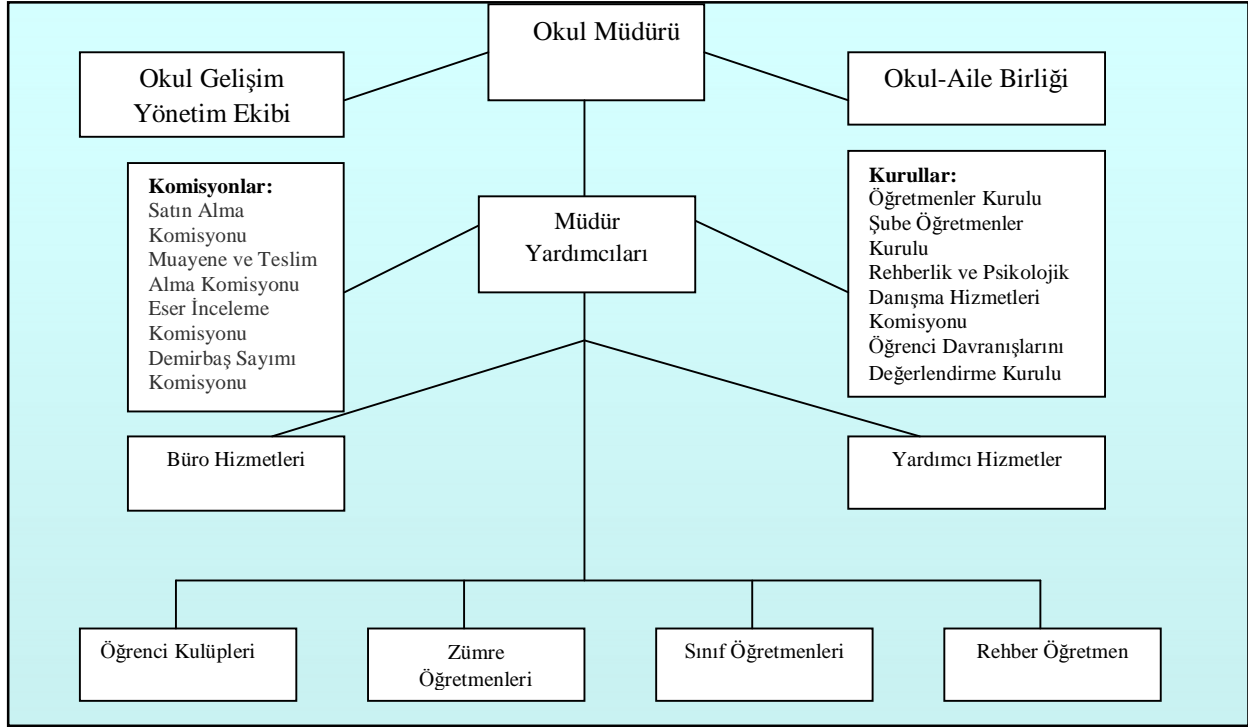 Okul Müdürü
Okul Gelişim
Yönetim Ekibi
Okul-Aile Birliği
Komisyonlar:
Satın Alma
Komisyonu
Muayene ve Teslim
Alma Komisyonu
Eser İnceleme
Komisyonu
Demirbaş Sayımı
Komisyonu
Müdür
Yardımcıları
Kurullar:
Öğretmenler Kurulu
Şube Öğretmenler
Kurulu
Rehberlik ve Psikolojik
Danışma Hizmetleri
Komisyonu
Öğrenci Davranışlarını
Değerlendirme Kurulu
Büro Hizmetleri
Yardımcı Hizmetler
Öğrenci Kulüpleri
Zümre
Öğretmenleri
Sınıf Öğretmenleri
Rehber Öğretmen